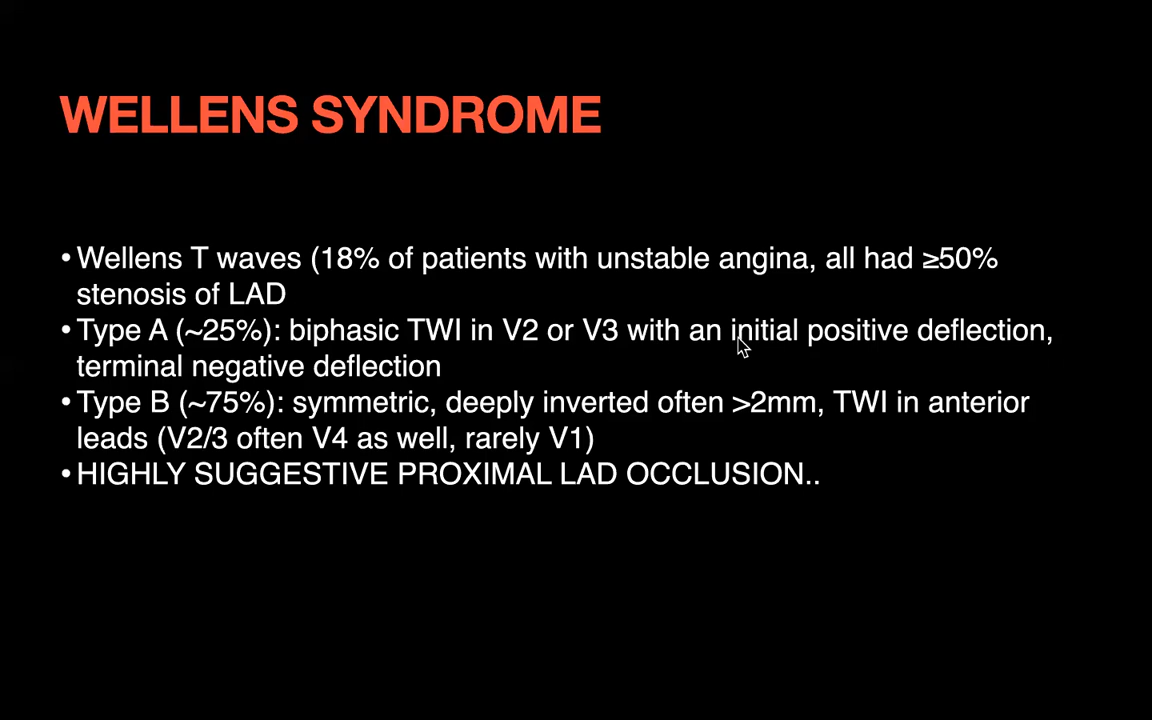 WELLENS SYNDROME
• Wellens T waves (18% of patients with unstable angina, all had ≥50%
stenosis of LAD
• Type A (~25%): biphasic TWI in V2 or V3 with an initial positive deflection,
terminal negative deflection
• Type B (~75%): symmetric, deeply inverted often >2mm, TWI in anterior
leads (V2/3 often V4 as well, rarely V1)
• HIGHLY SUGGESTIVE PROXIMAL LAD OCCLUSION..